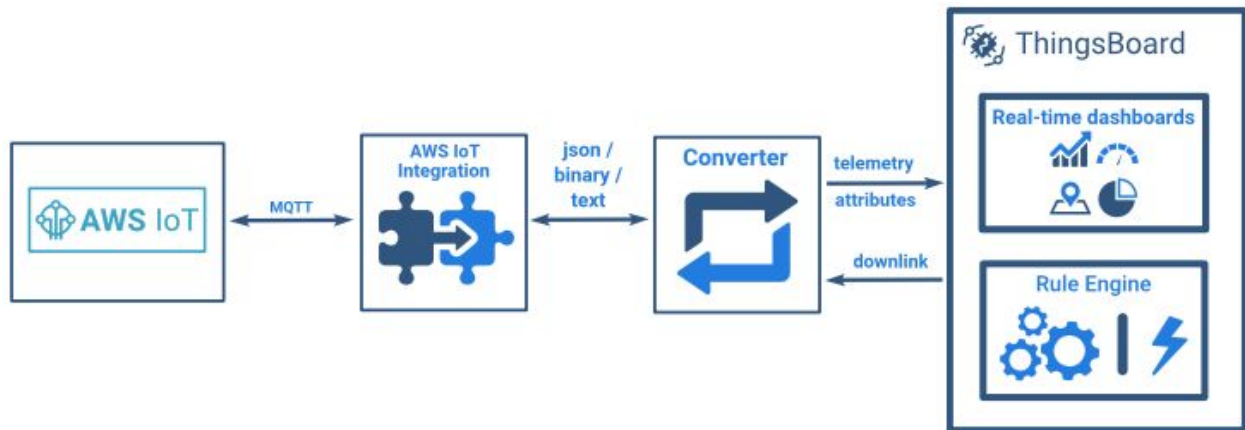 AWS IoT
MQTT
AWS IoT
Integration
json /
binary /
text
Converter
telemetry
attributes
downlink
ThingsBoard
Real-time dashboards
Rule Engine